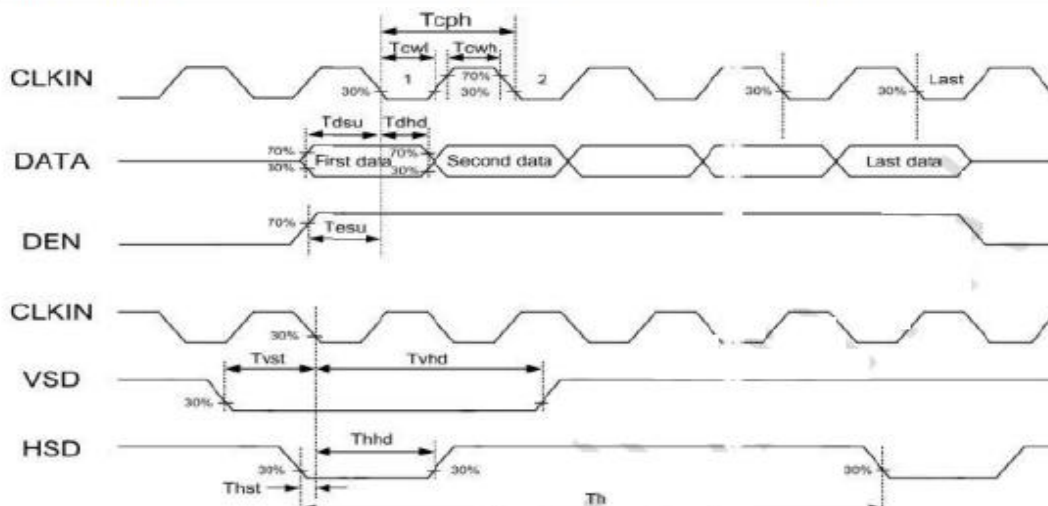 Tcph
Tcwl Tcwh
CLKIN 30% 1 70% 30% 2 30% 30% Last
Tdsu Tdhd
DATA 70% 30% First data 70% 30% Second data Last data
DEN 70% Tesu
CLKIN 30%
Tvst Tvhd
VSD 30%
HSD Thhd
30% 30% 30%
Thst
Th